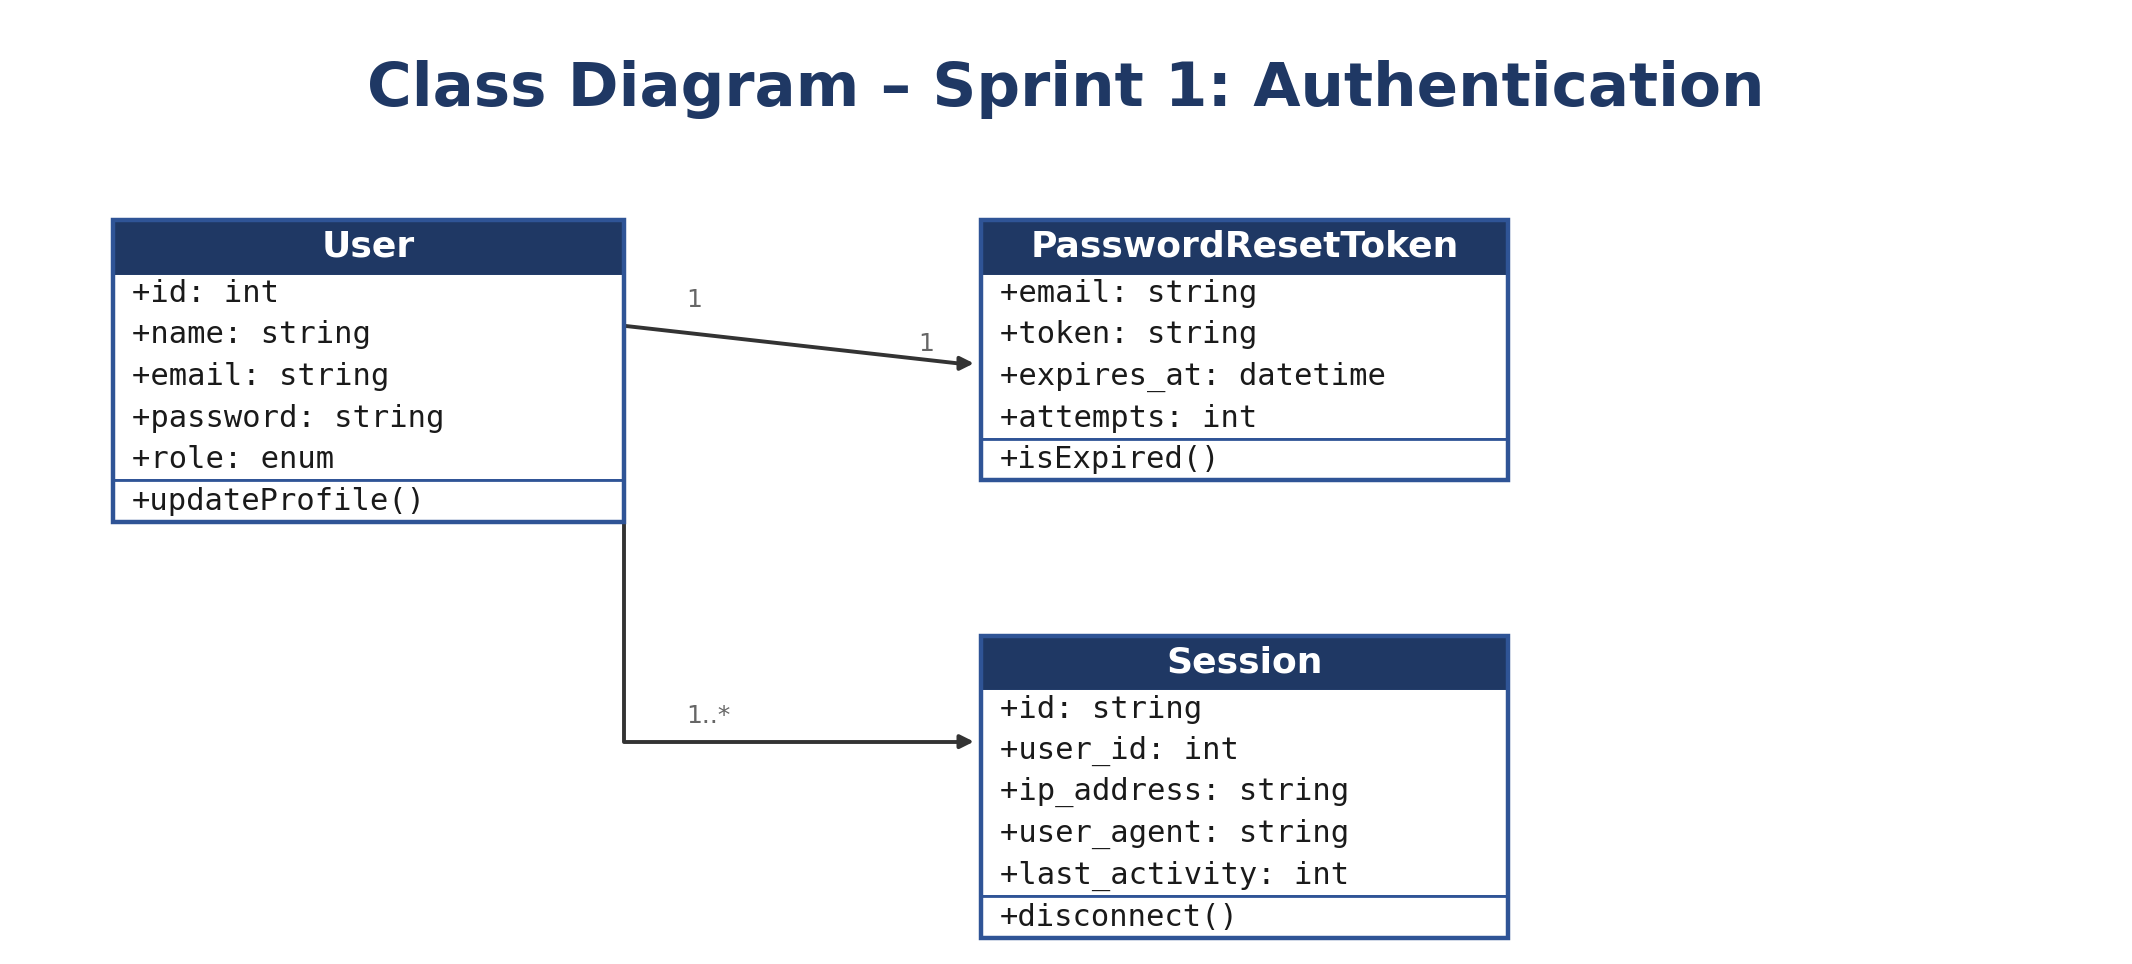 Class Diagram – Sprint 1: Authentication
User
+id: int
+name: string
+email: string
+password: string
+role: enum
+updateProfile()
1
1
PasswordResetToken
+email: string
+token: string
+expires_at: datetime
+attempts: int
+isExpired()
1..*
Session
+id: string
+user_id: int
+ip_address: string
+user_agent: string
+last_activity: int
+disconnect()